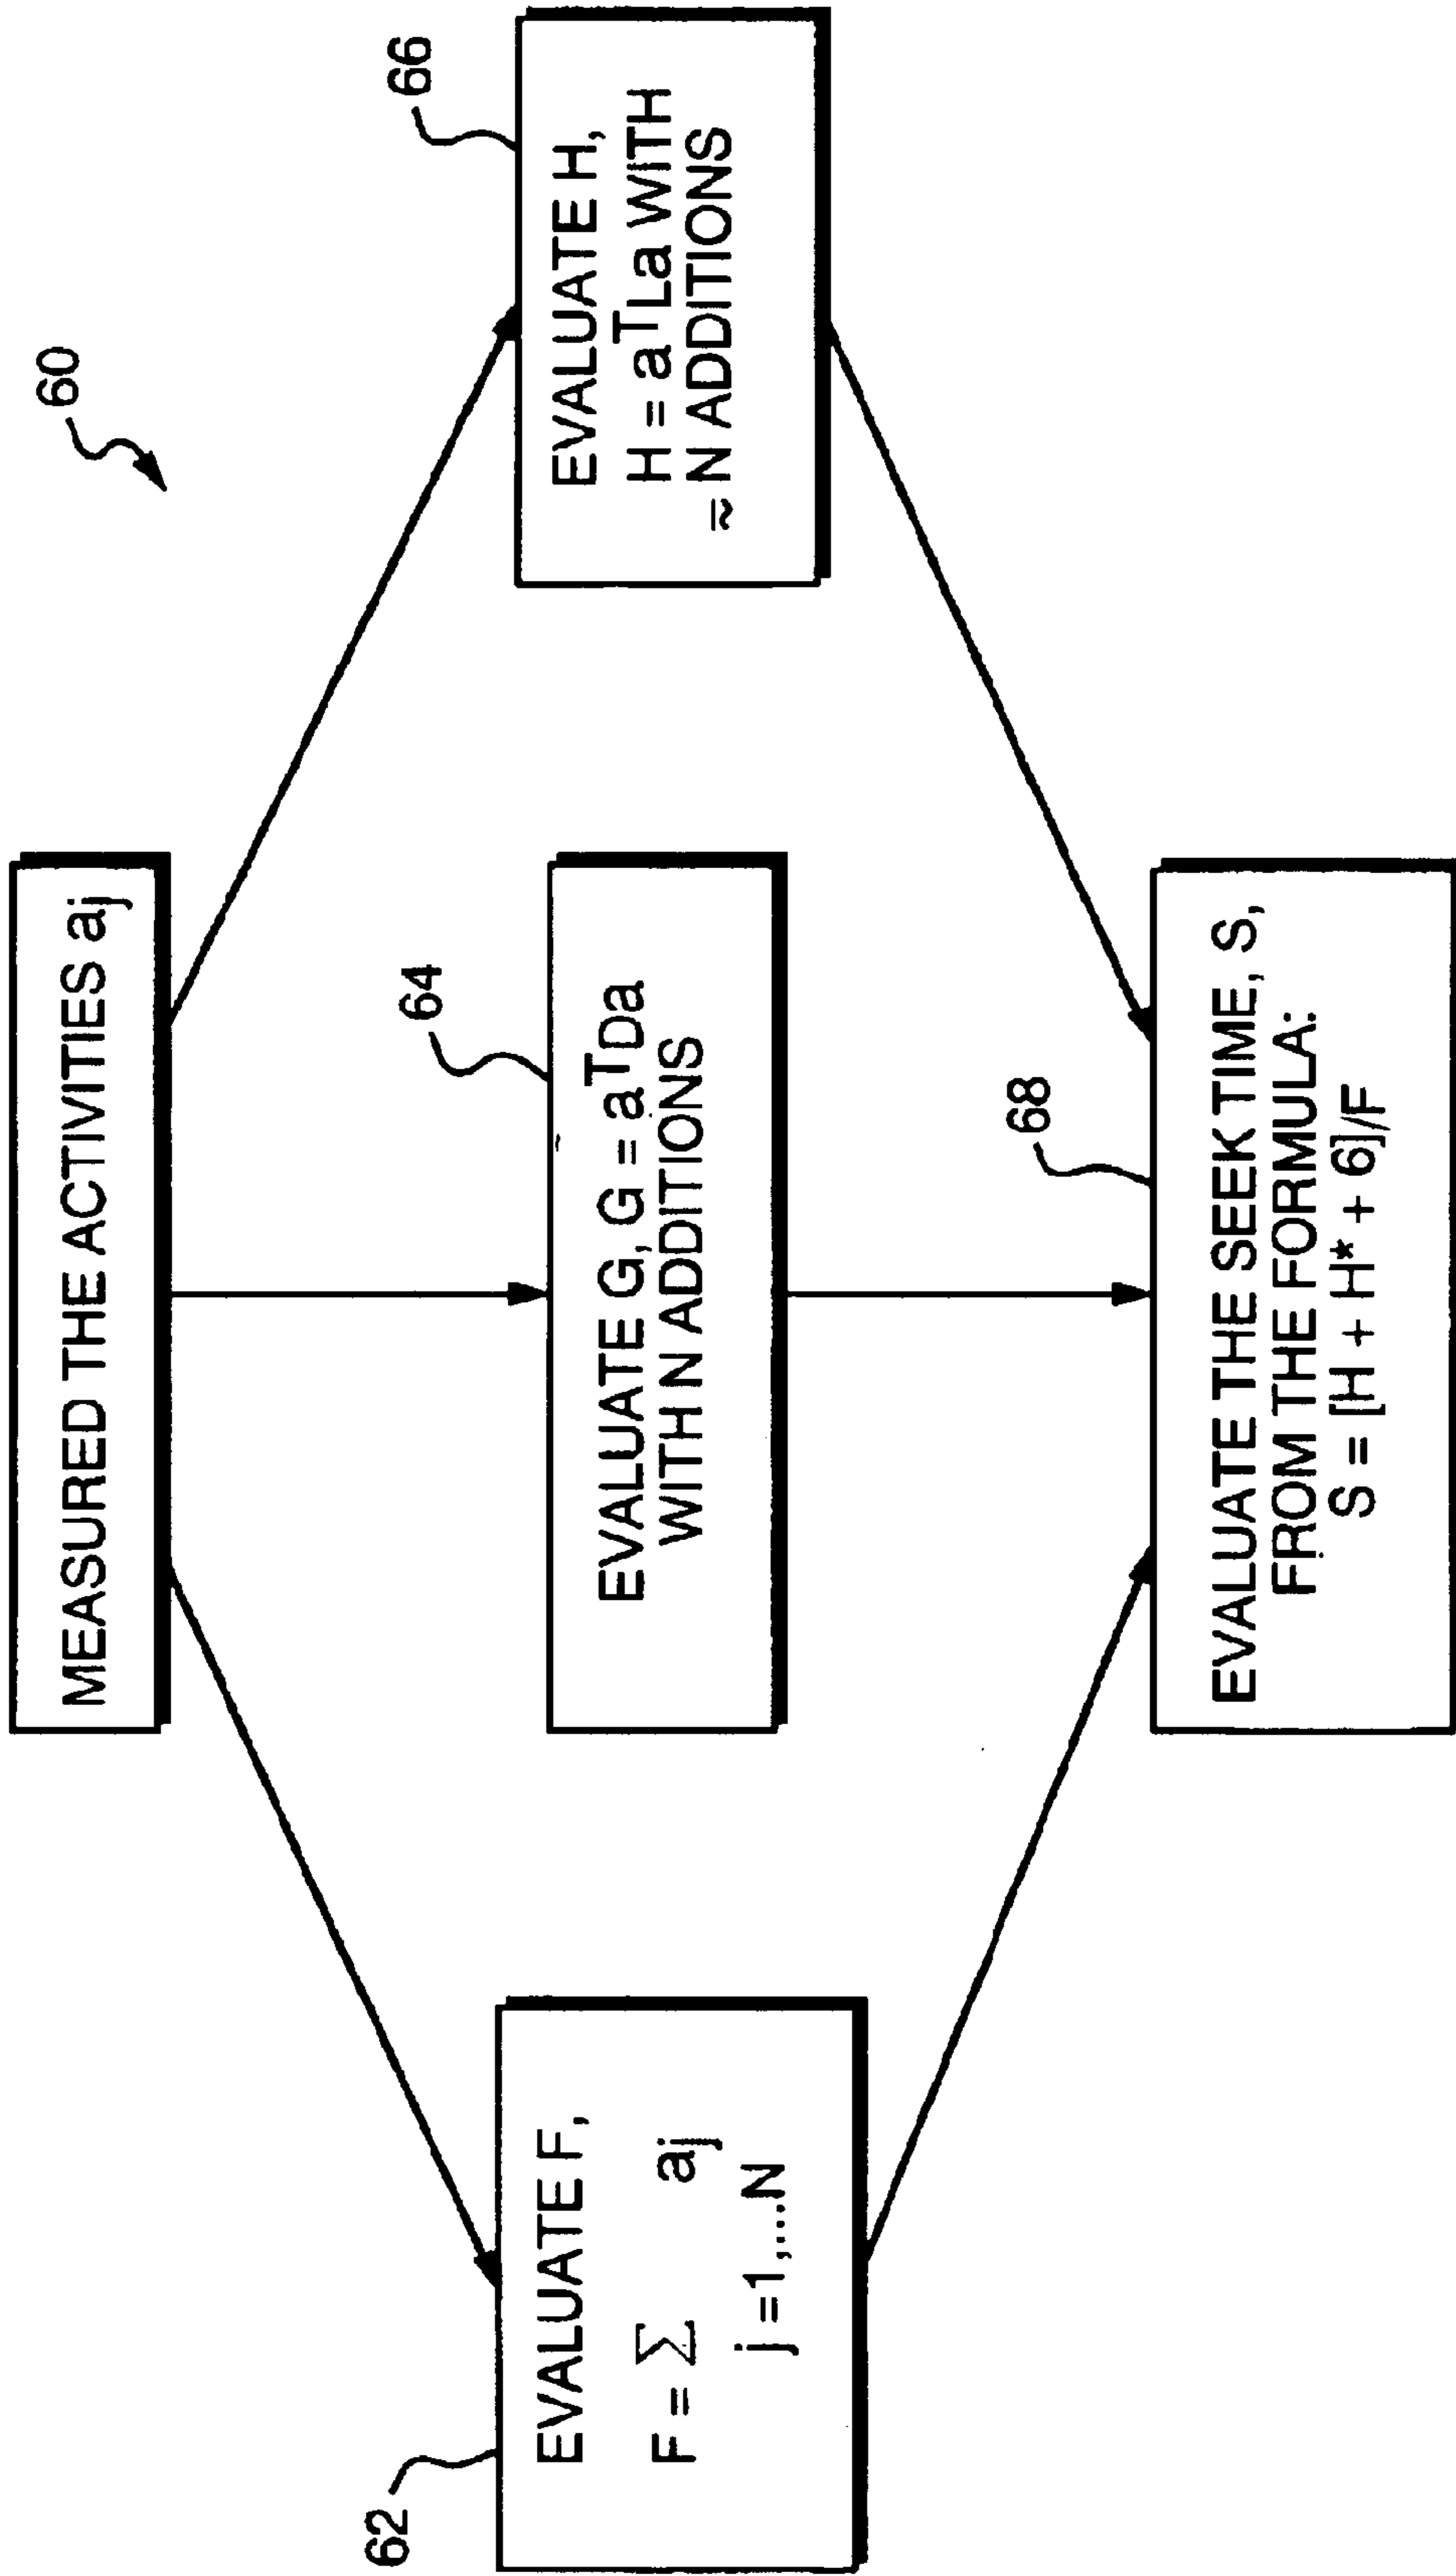 60
MEASURED THE ACTIVITIES aj
62
EVALUATE F,
F = Σ aj
j = 1,...N
64
EVALUATE G, G = aTDa
WITH N ADDITIONS
66
EVALUATE H,
H = aTLa WITH
≈ N ADDITIONS
68
EVALUATE THE SEEK TIME, S,
FROM THE FORMULA:
S = [H + H* + 6]/F